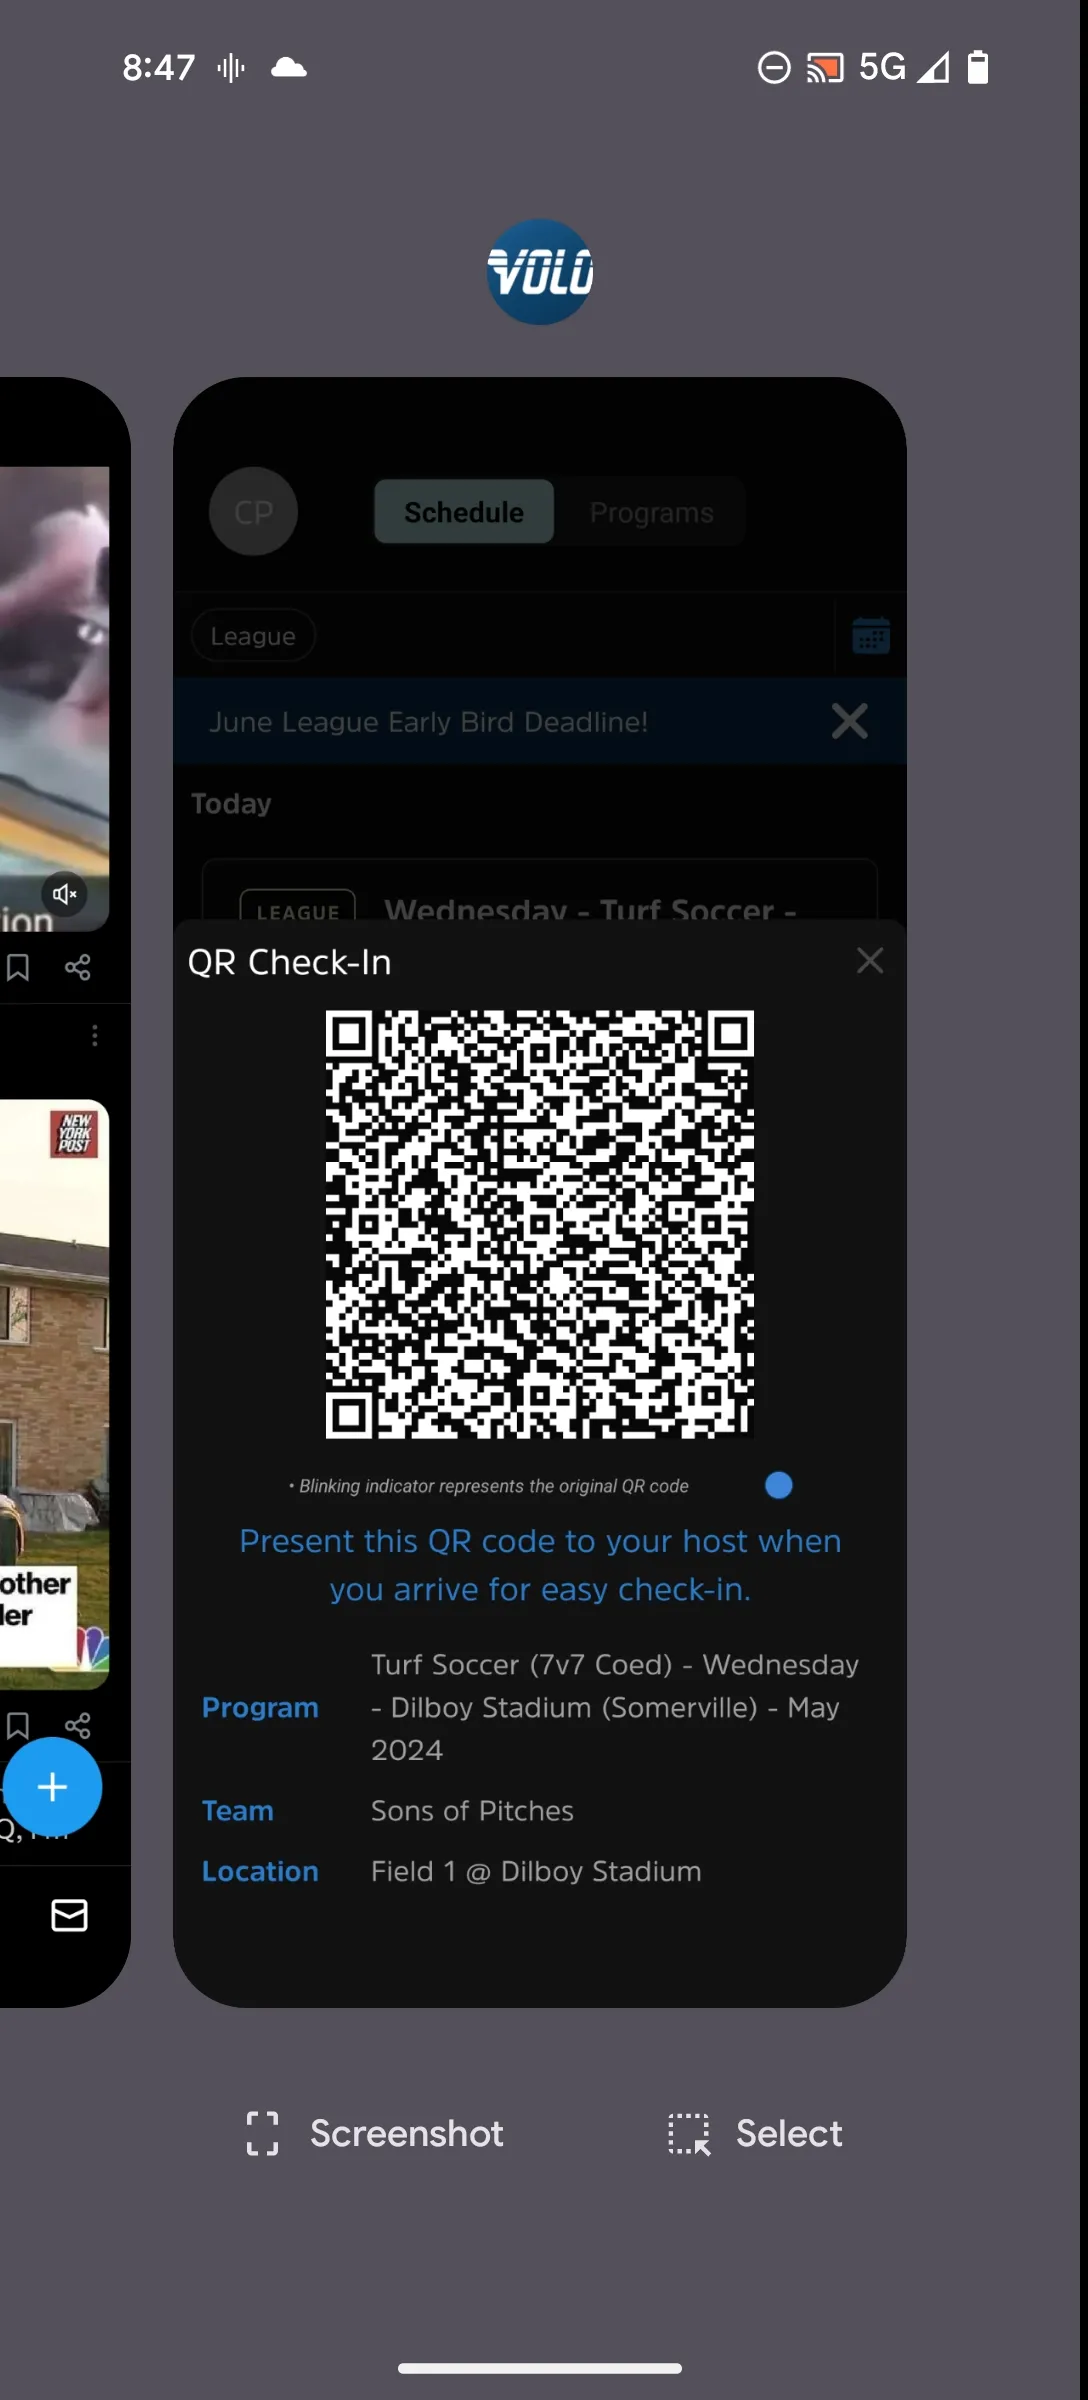 8:47
5G
VOLO
CP
Schedule
Programs
League
June League Early Bird Deadline!
Today
LEAGUE
Wednesday - Turf Soccer -
QR Check-In
• Blinking indicator represents the original QR code
Present this QR code to your host when
you arrive for easy check-in.
Program
Turf Soccer (7v7 Coed) - Wednesday
- Dilboy Stadium (Somerville) - May
2024
Team
Sons of Pitches
Location
Field 1 @ Dilboy Stadium
ion
NEW
YORK
POST
other
Screenshot
Select